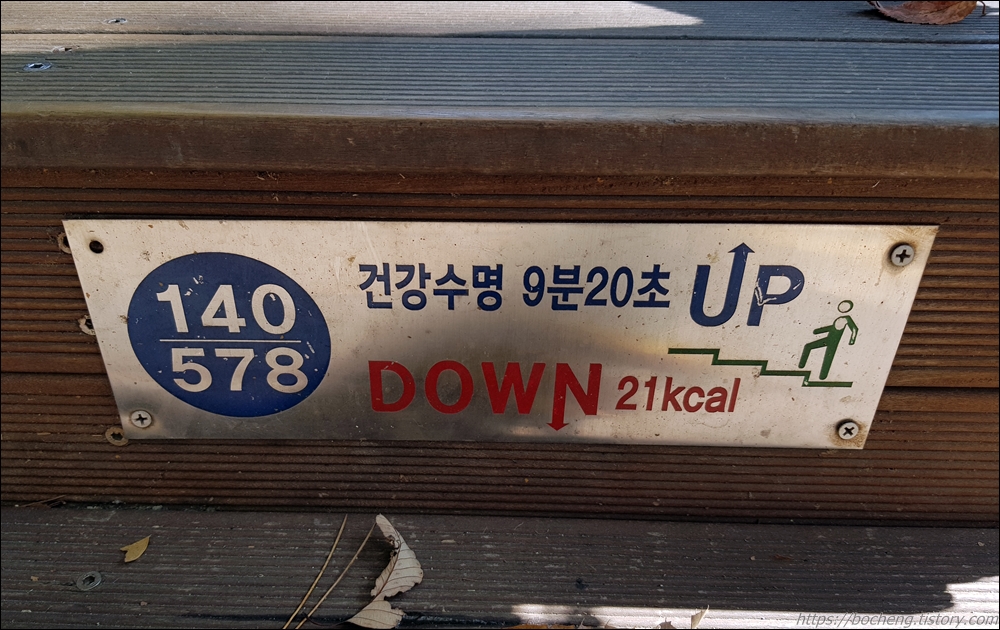 140
578
건강수명 9분20초 UP
DOWN 21kcal
https://bocheng.tistory.com